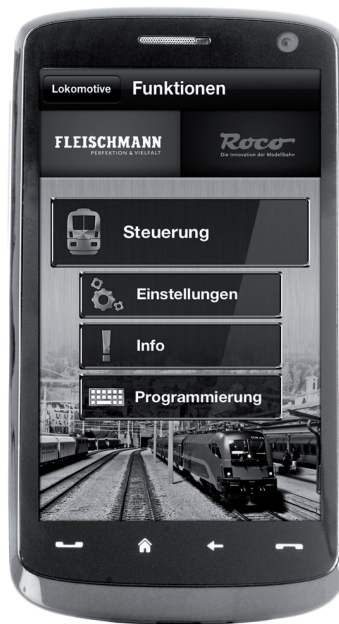 Lokomotive
Funktionen
FLEISCHMANN
PERFEKTION & VIELFALT
Roco
Die Innovation der Modellbahn
Steuerung
Einstellungen
Info
Programmierung